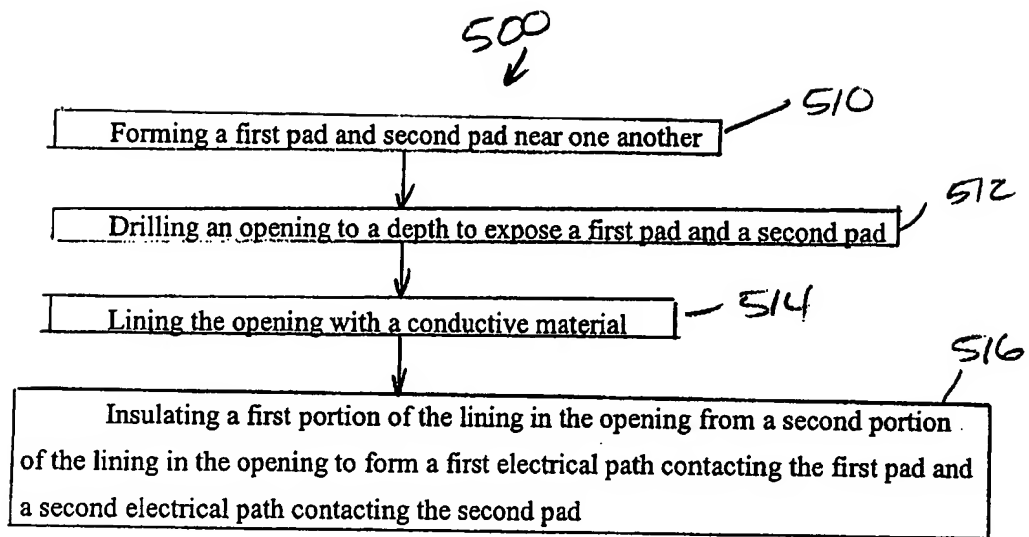 500
510
Forming a first pad and second pad near one another
512
Drilling an opening to a depth to expose a first pad and a second pad
514
Lining the opening with a conductive material
516
Insulating a first portion of the lining in the opening from a second portion
of the lining in the opening to form a first electrical path contacting the first pad and
a second electrical path contacting the second pad